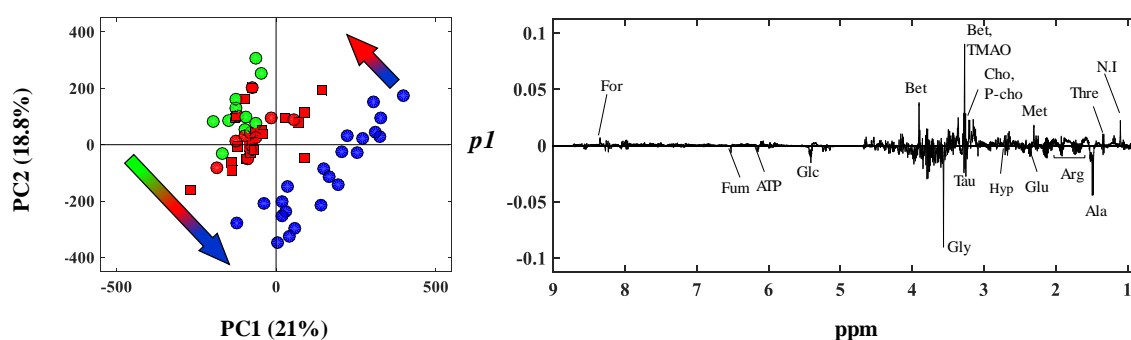 400
200
0
-200
-400
-500
0
500
PC2 (18.8%)
PC1 (21%)
p1
0.1
0.05
0
-0.05
-0.1
9
8
7
6
5
4
3
2
1
ppm
For
Fum
ATP
Glc
Bet
Bet,
TMAO
Cho,
P-cho
Met
Thre
N.I
Gly
Tau
Hyp
Glu
Arg
Ala